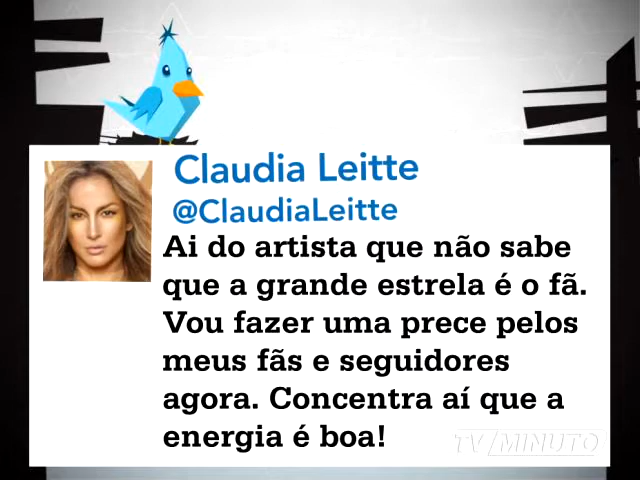 Claudia Leitte
@ClaudiaLeitte
Ai do artista que não sabe
que a grande estrela é o fã.
Vou fazer uma prece pelos
meus fãs e seguidores
agora. Concentra aí que a
energia é boa!
TV MINUTO